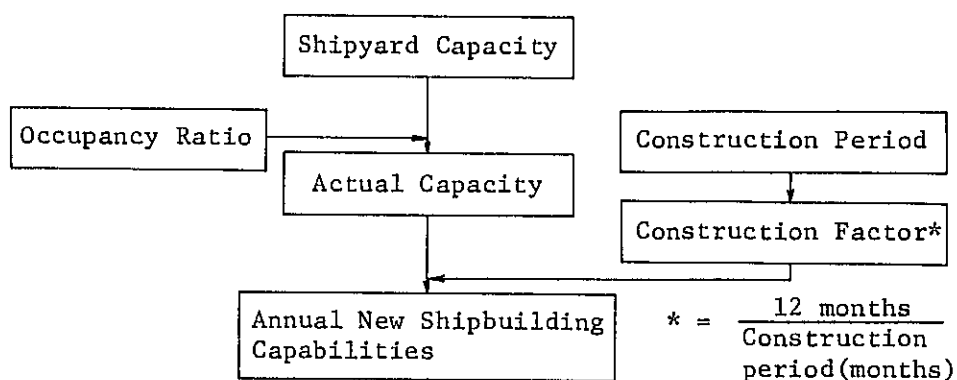 Shipyard Capacity
Occupancy Ratio
Construction Period
Actual Capacity
Construction Factor*
Annual New Shipbuilding
Capabilities
* = 12 months
Construction
period(months)